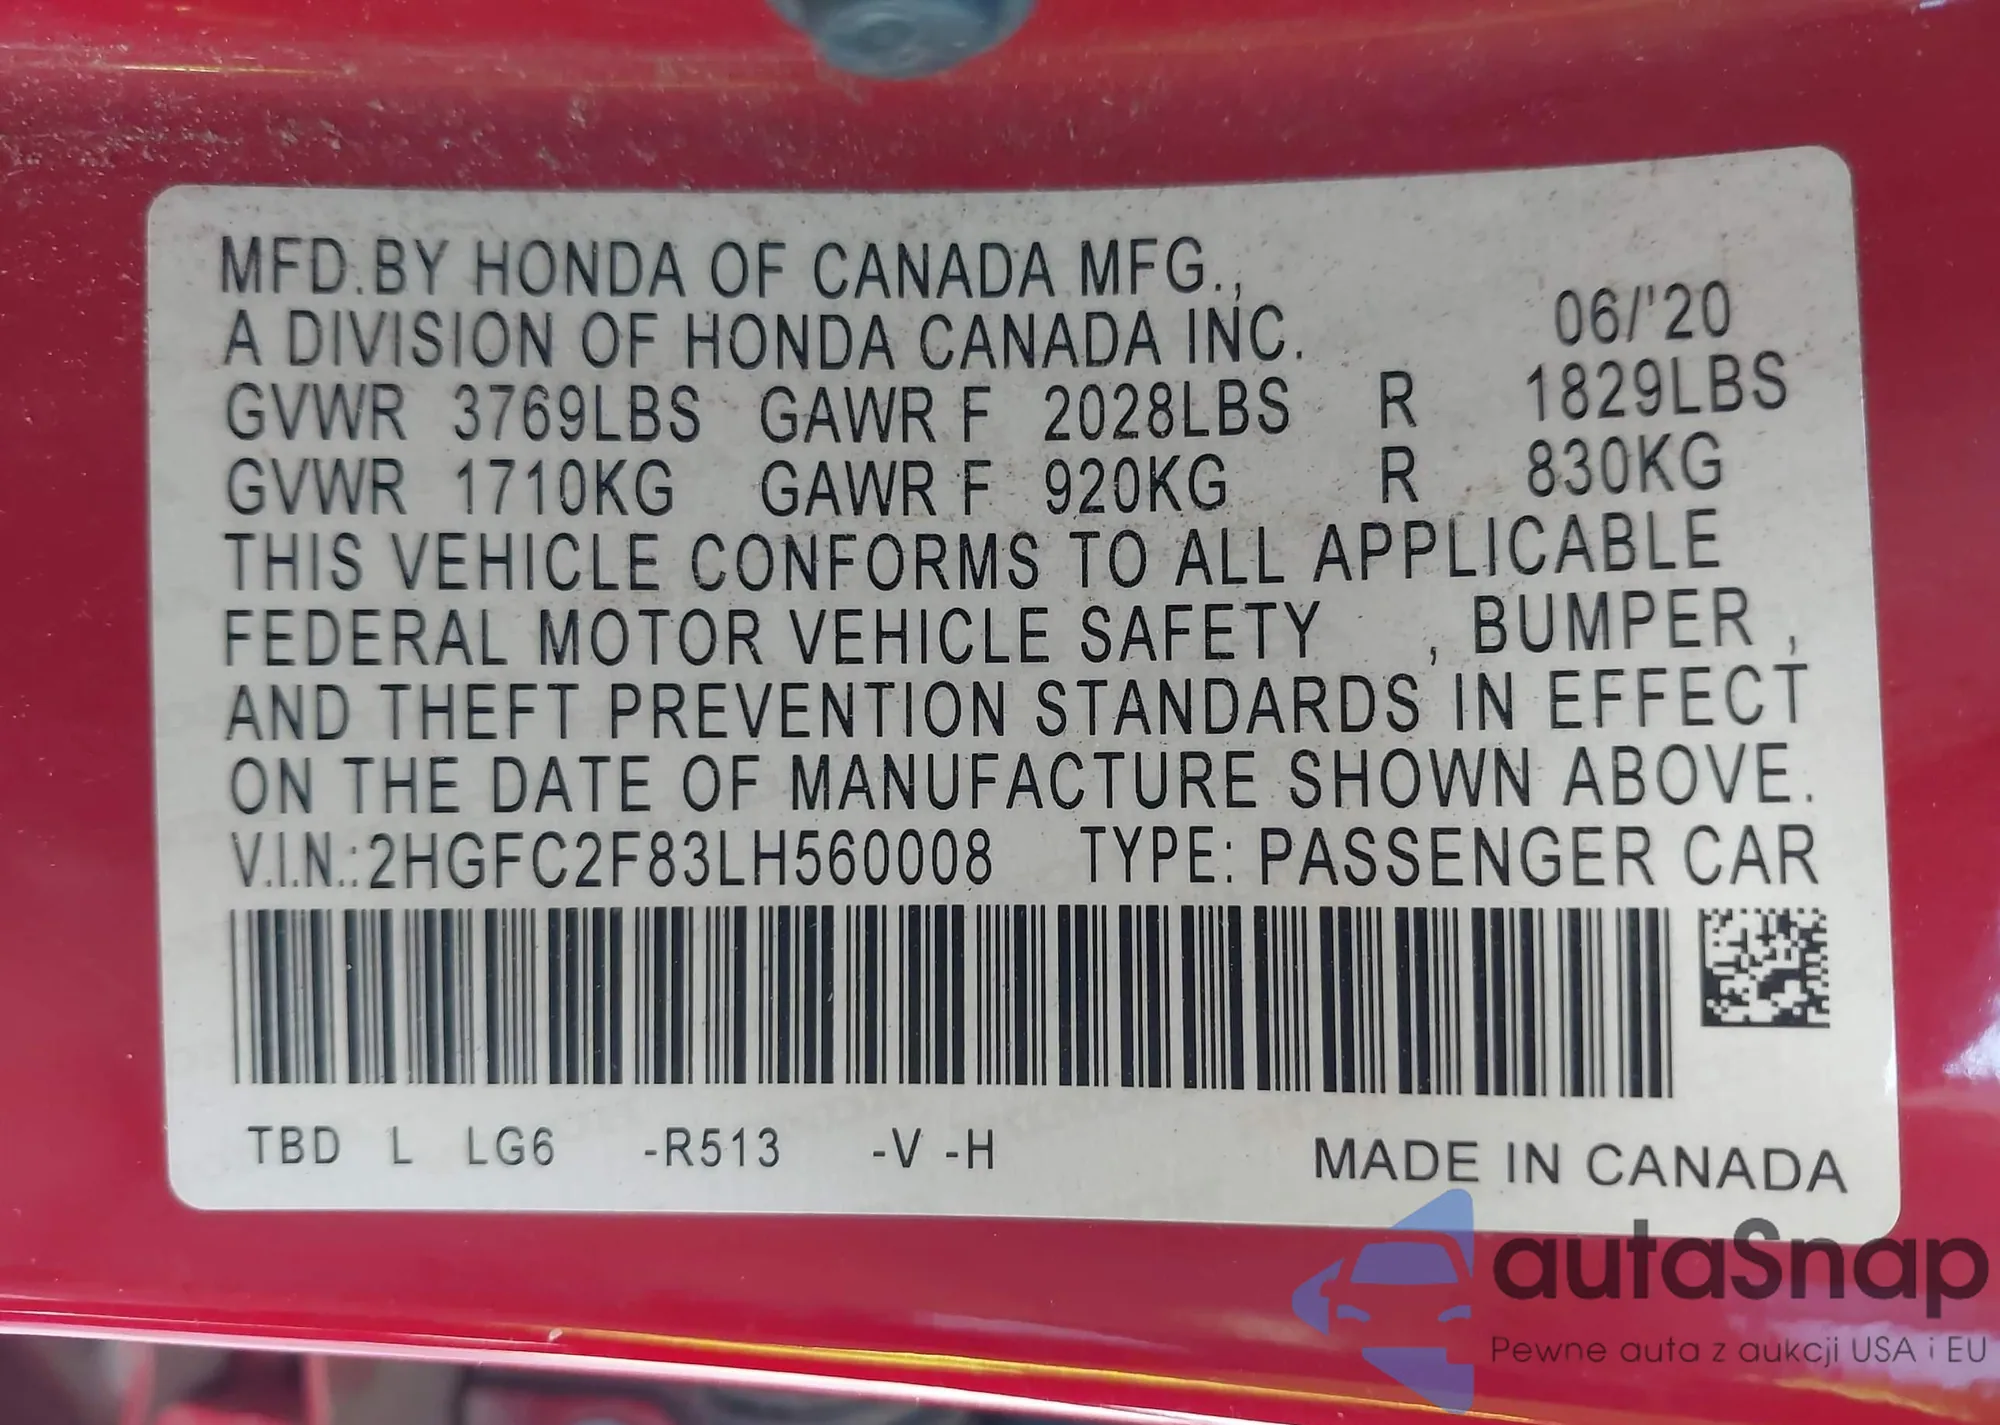 MFD.BY HONDA OF CANADA MFG.,
A DIVISION OF HONDA CANADA INC. 06/'20
GVWR 3769LBS GAWR F 2028LBS R 1829LBS
GVWR 1710KG GAWR F 920KG R 830KG
THIS VEHICLE CONFORMS TO ALL APPLICABLE
FEDERAL MOTOR VEHICLE SAFETY , BUMPER ,
AND THEFT PREVENTION STANDARDS IN EFFECT
ON THE DATE OF MANUFACTURE SHOWN ABOVE.
V.I.N.:2HGFC2F83LH560008 TYPE: PASSENGER CAR
TBD L LG6 -R513 -V -H MADE IN CANADA
autaSnap
Pewne auta z aukcji USA i EU